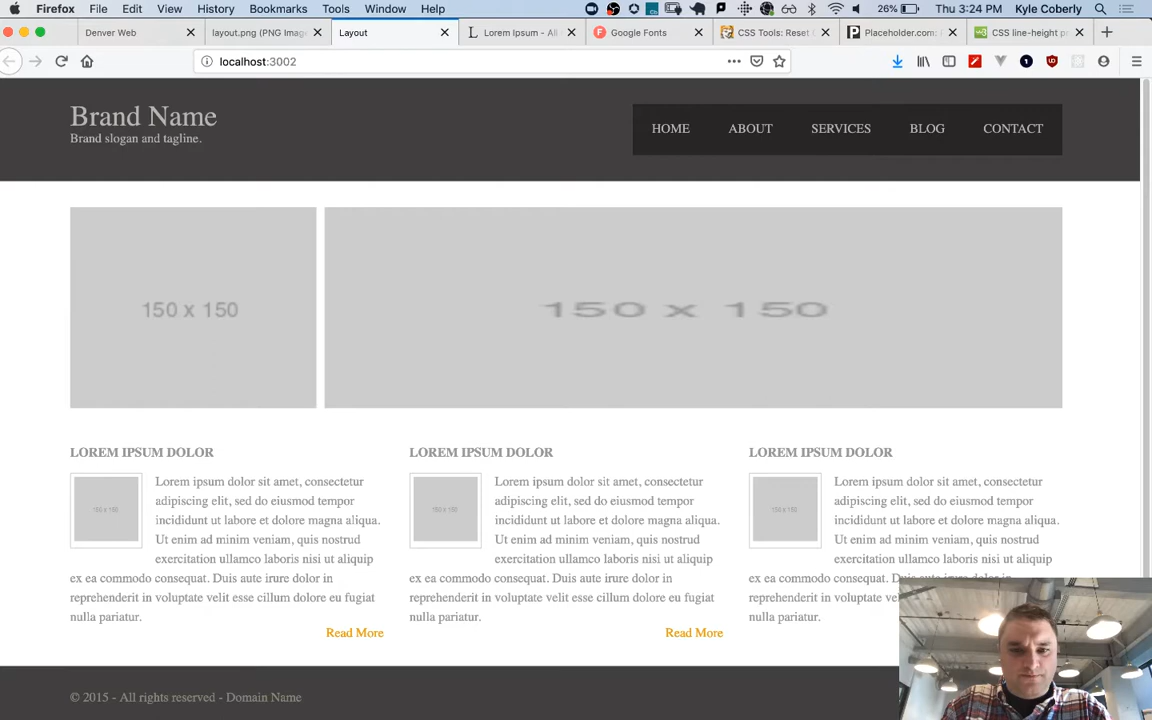 Firefox File Edit View History Bookmarks Tools Window Help 26% Thu 3:24 PM Kyle Coberly
Denver Web layout.png (PNG Imag Layout Lorem Ipsum - All Google Fonts CSS Tools: Reset Placeholder.com: CSS line-height p
localhost:3002
Brand Name
Brand slogan and tagline.
HOME ABOUT SERVICES BLOG CONTACT
150 x 150 150 x 150
LOREM IPSUM DOLOR LOREM IPSUM DOLOR LOREM IPSUM DOLOR
150 x 150 Lorem ipsum dolor sit amet, consectetur 150 x 150 Lorem ipsum dolor sit amet, consectetur 150 x 150 Lorem ipsum dolor sit amet, consectetur
adipiscing elit, sed do eiusmod tempor adipiscing elit, sed do eiusmod tempor adipiscing elit, sed do eiusmod tempor
incididunt ut labore et dolore magna aliqua. incididunt ut labore et dolore magna aliqua. incididunt ut labore et dolore magna aliqua.
Ut enim ad minim veniam, quis nostrud Ut enim ad minim veniam, quis nostrud Ut enim ad minim veniam, quis nostrud
exercitation ullamco laboris nisi ut aliquip exercitation ullamco laboris nisi ut aliquip exercitation ullamco laboris nisi ut aliquip
ex ea commodo consequat. Duis aute irure dolor in ex ea commodo consequat. Duis aute irure dolor in ex ea commodo consequat. Duis aute irure dolor in
reprehenderit in voluptate velit esse cillum dolore eu fugiat reprehenderit in voluptate velit esse cillum dolore eu fugiat reprehenderit in voluptate
nulla pariatur. nulla pariatur. nulla pariatur.
Read More Read More
© 2015 - All rights reserved - Domain Name